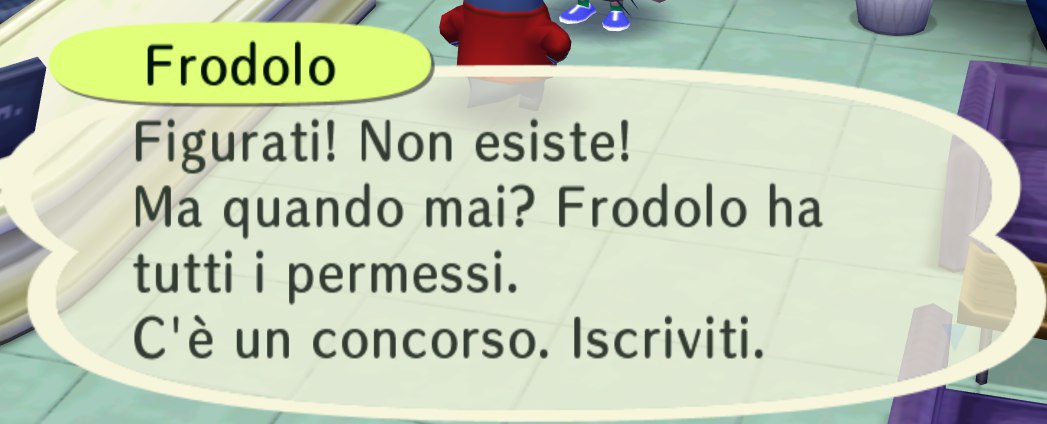 Frodolo
Figurati! Non esiste!
Ma quando mai? Frodolo ha
tutti i permessi.
C'è un concorso. Iscriviti.